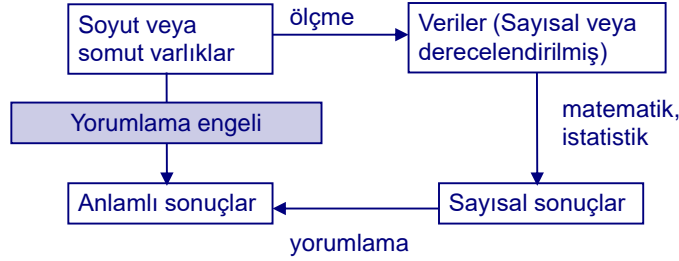 Soyut veya
somut varlıklar
ölçme
Veriler (Sayısal veya
derecelendirilmiş)
Yorumlama engeli
matematik,
istatistik
Anlamlı sonuçlar
Sayısal sonuçlar
yorumlama